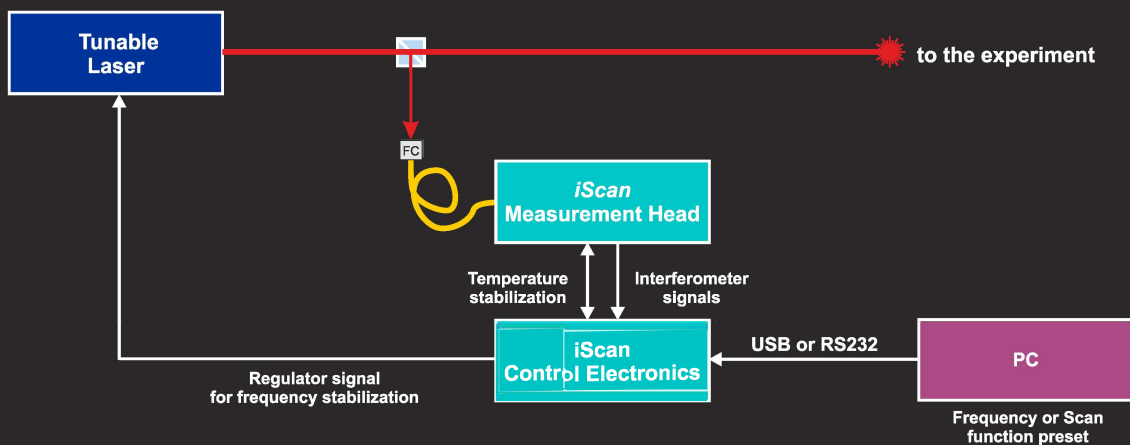 Tunable
Laser
to the experiment
FC
iScan
Measurement Head
Temperature
stabilization
Interferometer
signals
iScan
Control Electronics
USB or RS232
PC
Regulator signal
for frequency stabilization
Frequency or Scan
function preset